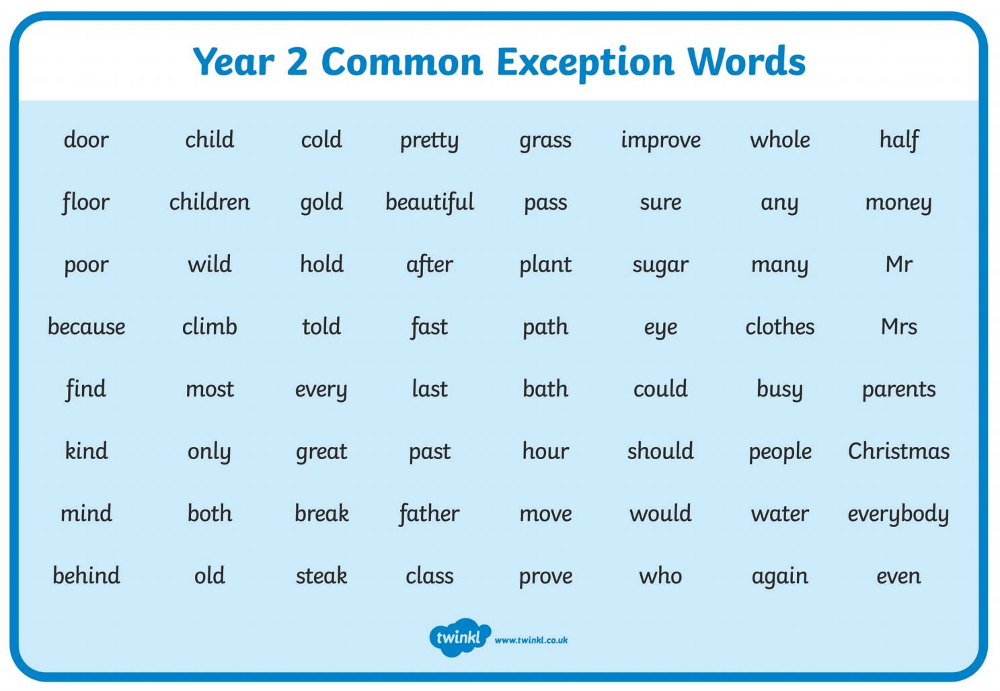 Year 2 Common Exception Words
door child cold pretty grass improve whole half
floor children gold beautiful pass sure any money
poor wild hold after plant sugar many Mr
because climb told fast path eye clothes Mrs
find most every last bath could busy parents
kind only great past hour should people Christmas
mind both break father move would water everybody
behind old steak class prove who again even
twinkl www.twinkl.co.uk